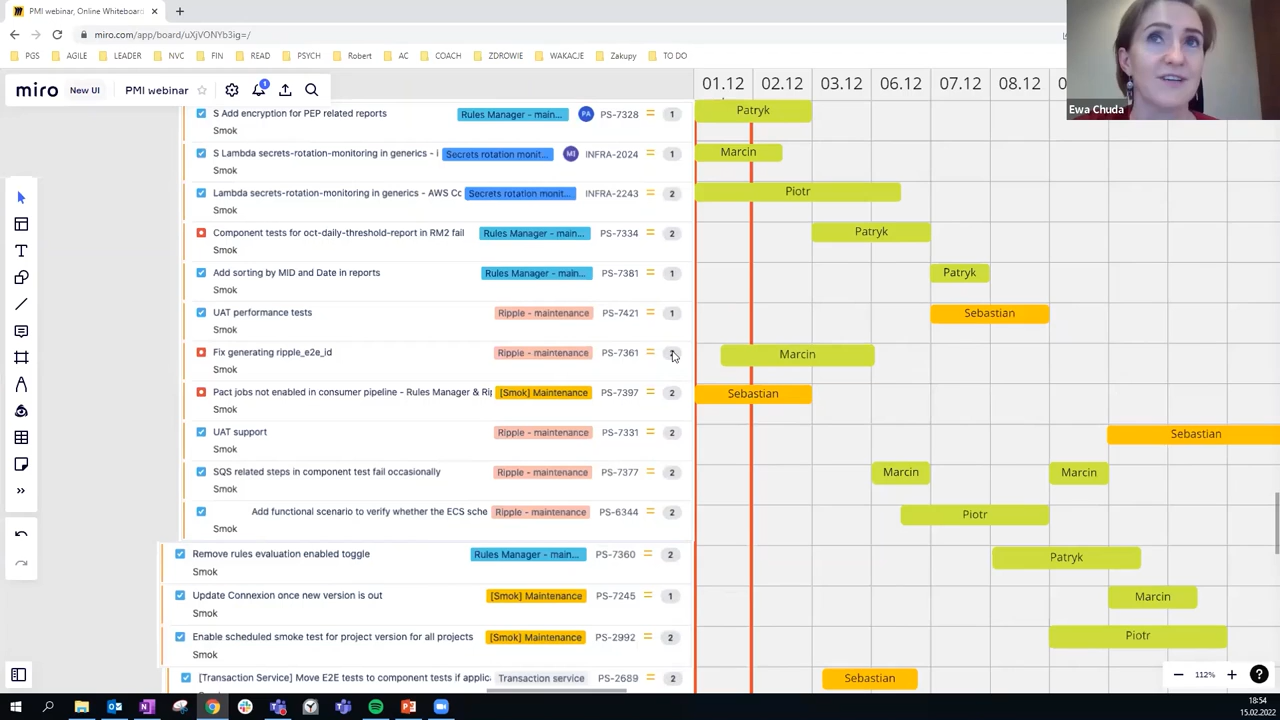 PMI webinar, Online Whiteboard
miro.com/app/board/uXjVONYb3ig=/
PGS AGILE LEADER NVC FIN READ PSYCH Robert AC COACH ZDROWIE WAKACJE Zakupy TO DO
Ewa Chuda
miro New UI PMI webinar 1
01.12 02.12 03.12 06.12 07.12 08.12
S Add encryption for PEP related reports Rules Manager - main... PA PS-7328 1 Patryk
Smok
S Lambda secrets-rotation-monitoring in generics - i Secrets rotation monit... MI INFRA-2024 1 Marcin
Smok
Lambda secrets-rotation-monitoring in generics - AWS Cc Secrets rotation monit... INFRA-2243 2 Piotr
Smok
Component tests for oct-daily-threshold-report in RM2 fail Rules Manager - main... PS-7334 2 Patryk
Smok
Add sorting by MID and Date in reports Rules Manager - main... PS-7381 1 Patryk
Smok
UAT performance tests Ripple - maintenance PS-7421 1 Sebastian
Smok
Fix generating ripple_e2e_id Ripple - maintenance PS-7361 Marcin
Smok
Pact jobs not enabled in consumer pipeline - Rules Manager & Rip [Smok] Maintenance PS-7397 2 Sebastian
Smok
UAT support Ripple - maintenance PS-7331 2 Sebastian
Smok
SQS related steps in component test fail occasionally Ripple - maintenance PS-7377 2 Marcin Marcin
Smok
Add functional scenario to verify whether the ECS sche Ripple - maintenance PS-6344 2 Piotr
Smok
Remove rules evaluation enabled toggle Rules Manager - main... PS-7360 2 Patryk
Smok
Update Connexion once new version is out [Smok] Maintenance PS-7245 1 Marcin
Smok
Enable scheduled smoke test for project version for all projects [Smok] Maintenance PS-2992 2 Piotr
Smok
[Transaction Service] Move E2E tests to component tests if applica Transaction service PS-2689 2 Sebastian
112%
18:54
15.02.2022